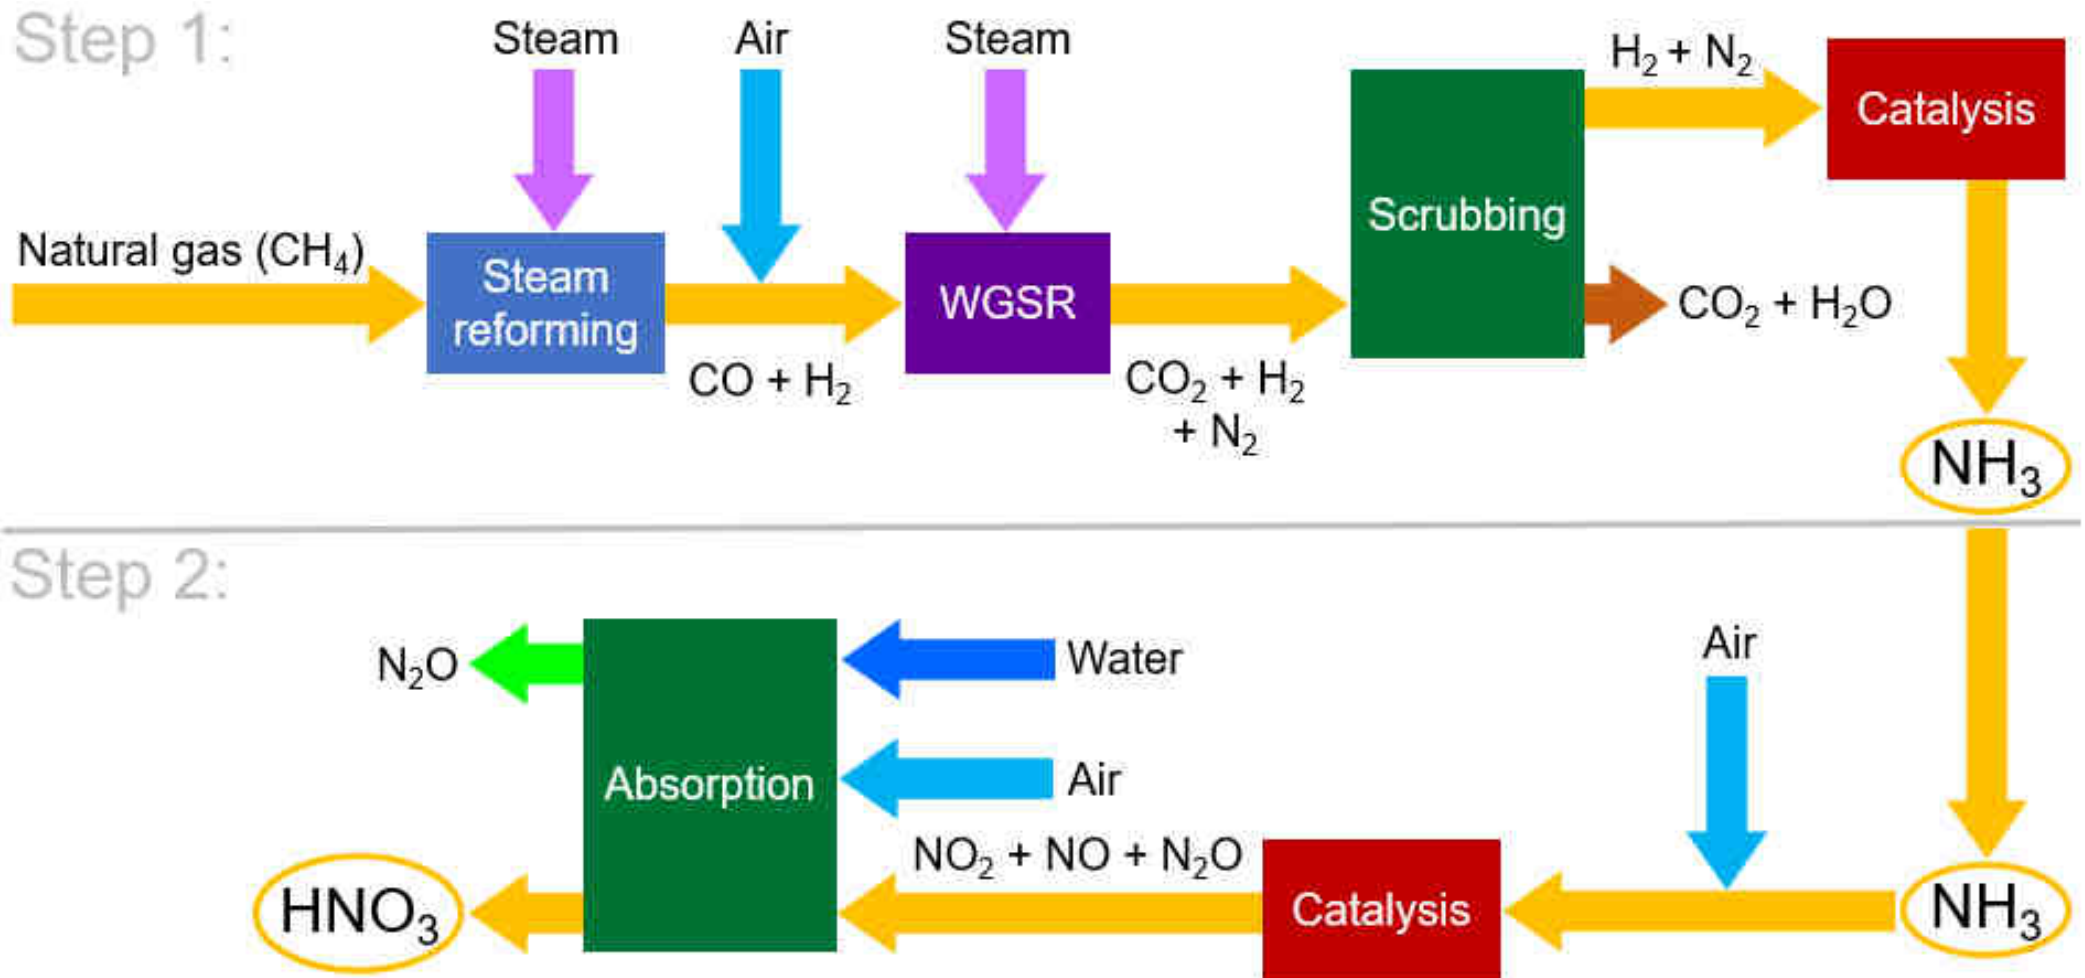 Step 1:
Steam
Air
Steam
H₂ + N₂
Catalysis
Scrubbing
Natural gas (CH₄)
Steam
reforming
WGSR
CO₂ + H₂O
CO + H₂
CO₂ + H₂
+ N₂
NH₃
Step 2:
N₂O
Water
Air
Absorption
Air
NO₂ + NO + N₂O
HNO₃
Catalysis
NH₃